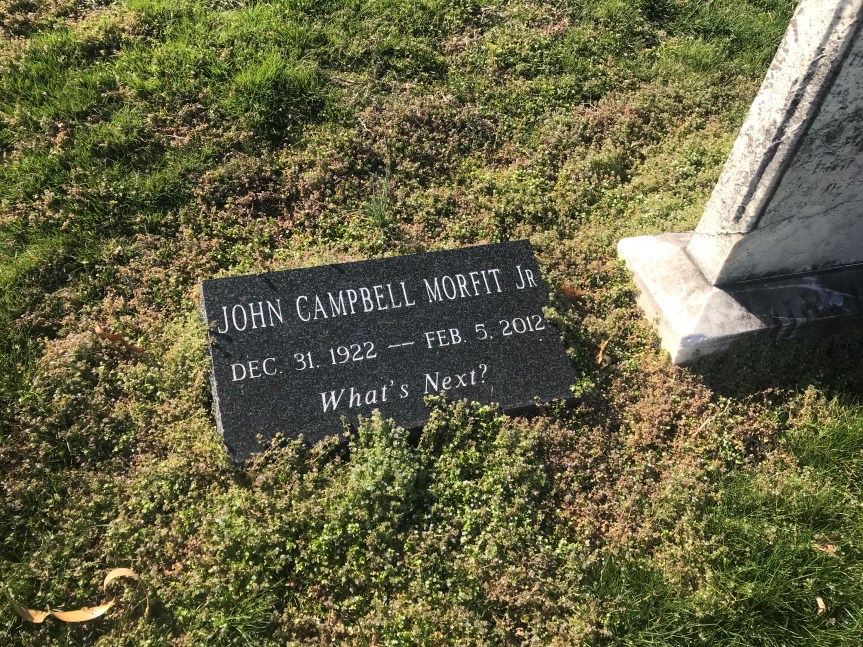 JOHN CAMPBELL MORFIT JR
DEC. 31, 1922 — FEB. 5, 2012
What's Next?